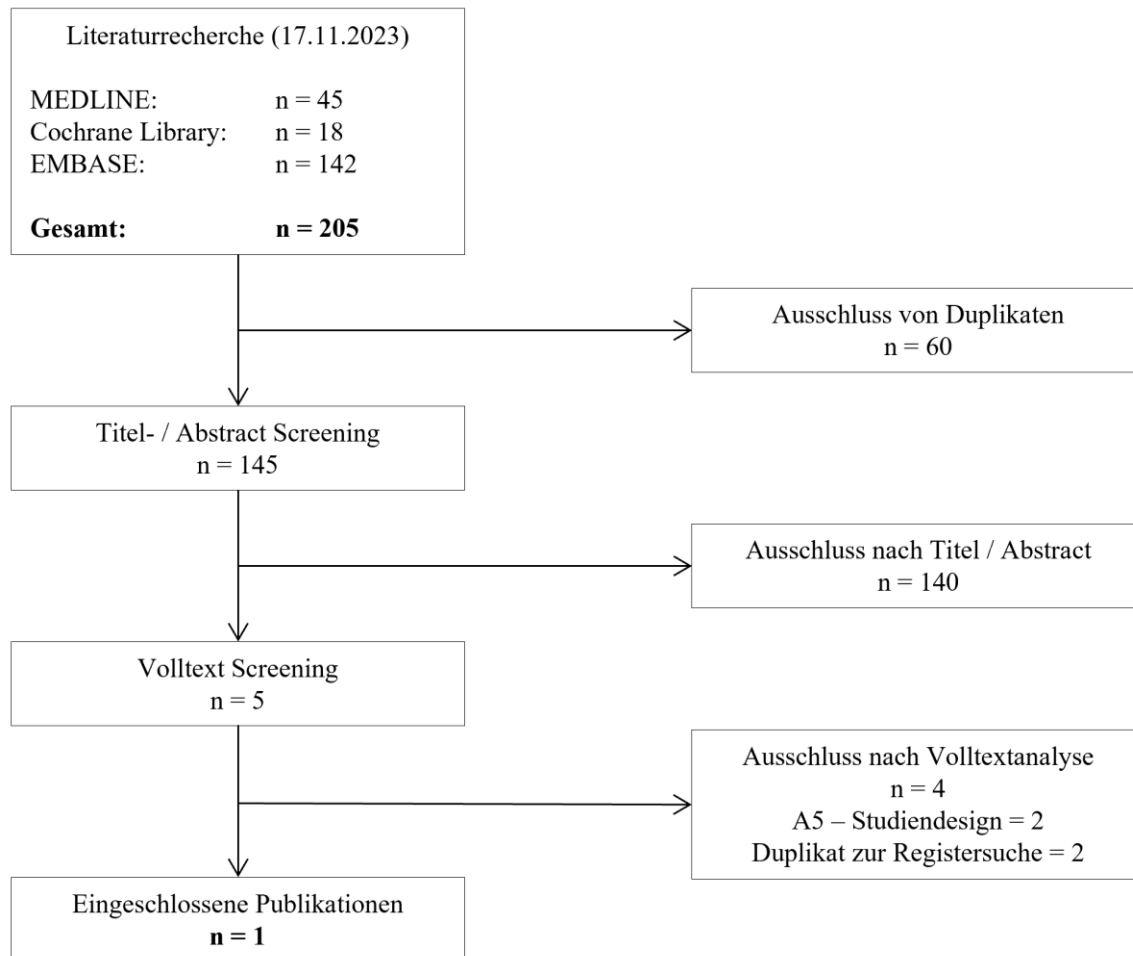 Literaturrecherche (17.11.2023)
MEDLINE: n = 45
Cochrane Library: n = 18
EMBASE: n = 142
Gesamt: n = 205
Ausschluss von Duplikaten
n = 60
Titel- / Abstract Screening
n = 145
Ausschluss nach Titel / Abstract
n = 140
Volltext Screening
n = 5
Ausschluss nach Volltextanalyse
n = 4
A5 – Studiendesign = 2
Duplikat zur Registersuche = 2
Eingeschlossene Publikationen
n = 1